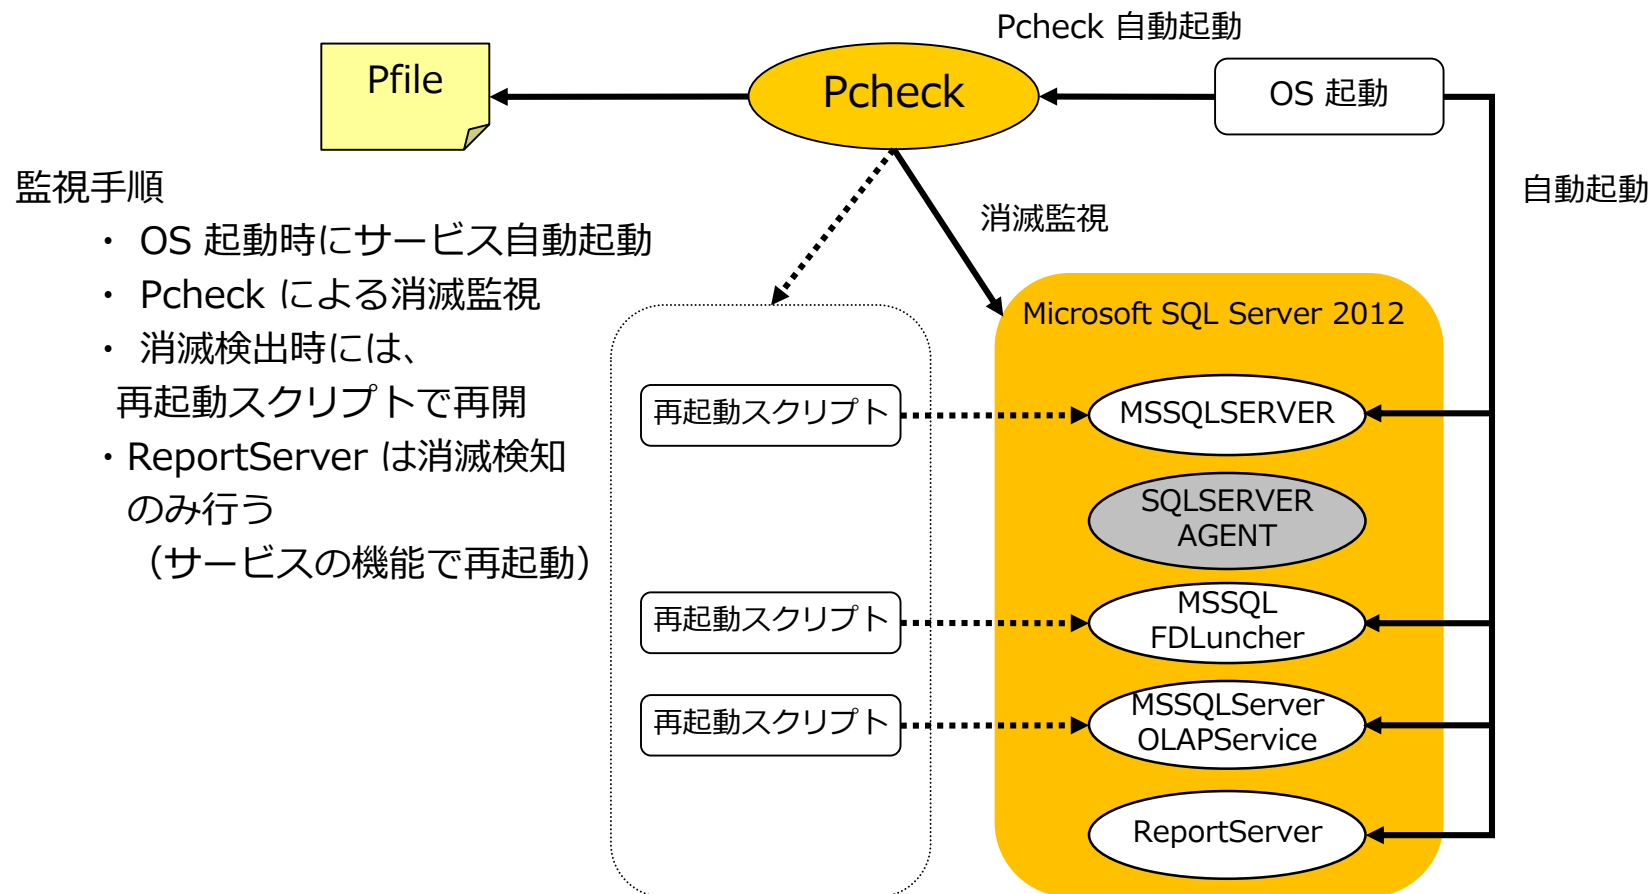 Pcheck 自動起動
Pfile
Pcheck
OS 起動
監視手順
・ OS 起動時にサービス自動起動
・ Pcheck による消滅監視
・ 消滅検出時には、
再起動スクリプトで再開
・ReportServer は消滅検知
のみ行う
（サービスの機能で再起動）
消滅監視
自動起動
Microsoft SQL Server 2012
再起動スクリプト
MSSQLSERVER
SQLSERVER
AGENT
再起動スクリプト
MSSQL
FDLuncher
再起動スクリプト
MSSQLServer
OLAPService
ReportServer